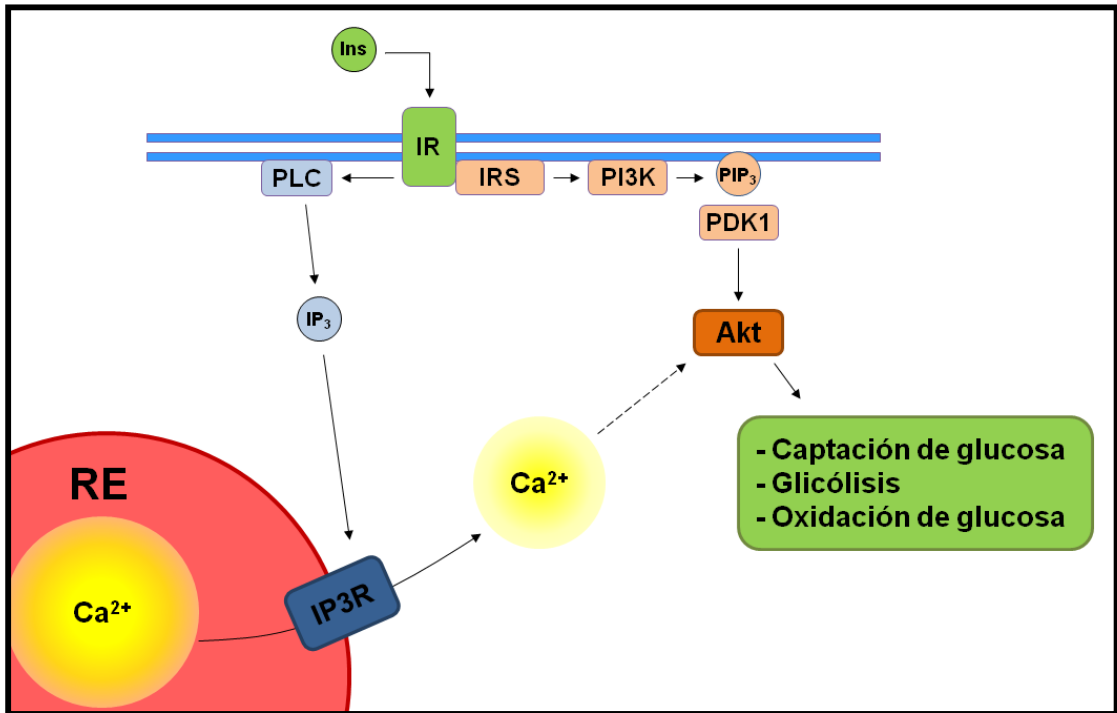 Ins
IR
PLC
IRS
PI3K
PIP₃
PDK1
IP₃
Akt
RE
Ca²⁺
Ca²⁺
IP3R
- Captación de glucosa
- Glicólisis
- Oxidación de glucosa